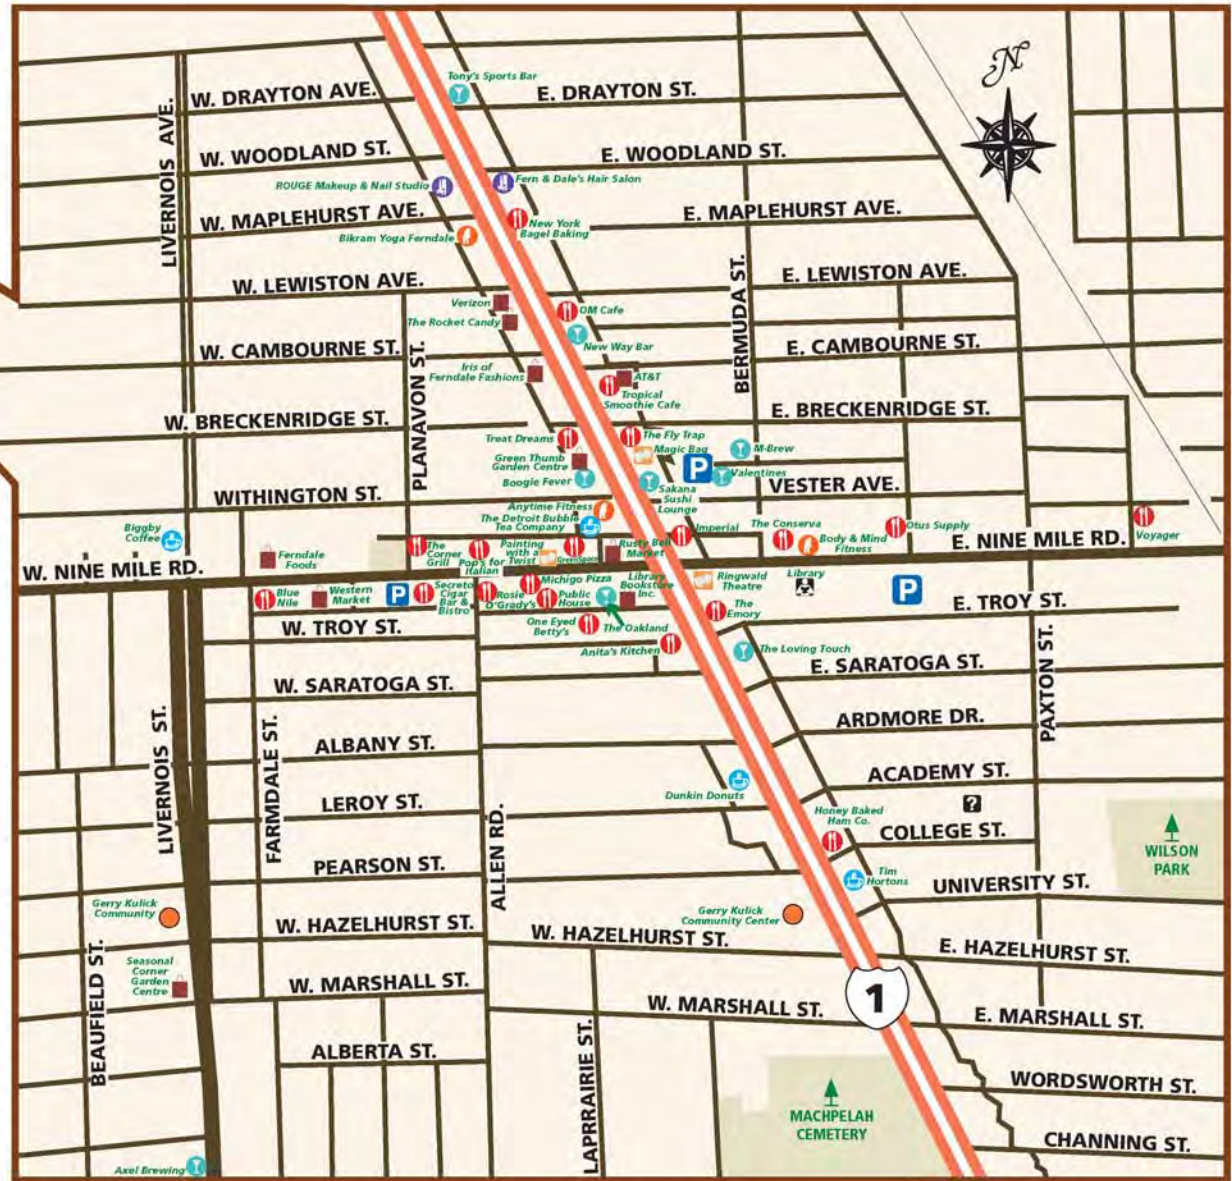 N
Tony's Sports Bar
W. DRAYTON AVE.
E. DRAYTON ST.
LIVERNOIS AVE.
W. WOODLAND ST.
E. WOODLAND ST.
ROUGE Makeup & Nail Studio
Fern & Dale's Hair Salon
W. MAPLEHURST AVE.
E. MAPLEHURST AVE.
New York
Bagel Baking
Bikram Yoga Ferndale
W. LEWISTON AVE.
E. LEWISTON AVE.
BERMUDA ST.
Verizon
OM Cafe
The Rocket Candy
New Way Bar
W. CAMBOURNE ST.
E. CAMBOURNE ST.
PLANAVON ST.
Iris of
Ferndale Fashions
AT&T
Tropical
Smoothie Cafe
W. BRECKENRIDGE ST.
E. BRECKENRIDGE ST.
Treat Dreams
The Fly Trap
Magic Bag
M-Brew
Green Thumb
Garden Centre
P
Valentines
Boogie Fever
Sakana
Sushi
Lounge
WITHINGTON ST.
VESTER AVE.
Anytime Fitness
The Detroit Bubble
Tea Company
Biggby
Coffee
Imperial
The Conserva
Otus Supply
Body & Mind
Fitness
Voyager
E. NINE MILE RD.
The
Corner
Grill
Pop's for
Italian
Painting
with a
Twist
GreenSpace
Rusty Bell
Market
Ferndale
Foods
W. NINE MILE RD.
Blue
Nile
Western
Market
P
Secreto
Cigar
Bar &
Bistro
Rosie
O'Grady's
Michigo Pizza
Public
House
Library
Bookstore
Inc.
Ringwald
Theatre
Library
P
The
Emory
E. TROY ST.
W. TROY ST.
One Eyed
Betty's
The Oakland
Anita's Kitchen
The Loving Touch
E. SARATOGA ST.
W. SARATOGA ST.
PAXTON ST.
ARDMORE DR.
LIVERNOIS ST.
FARMDALE ST.
ALBANY ST.
ACADEMY ST.
Dunkin Donuts
LEROY ST.
ALLEN RD.
Honey Baked
Ham Co.
?
COLLEGE ST.
WILSON
PARK
PEARSON ST.
Tim
Hortons
UNIVERSITY ST.
Gerry Kulick
Community
Gerry Kulick
Community Center
W. HAZELHURST ST.
W. HAZELHURST ST.
E. HAZELHURST ST.
BEAUFIELD ST.
Seasonal
Corner
Garden
Centre
W. MARSHALL ST.
1
W. MARSHALL ST.
E. MARSHALL ST.
ALBERTA ST.
LAPRRAIRIE ST.
WORDSWORTH ST.
MACHPELAH
CEMETERY
CHANNING ST.
Axel Brewing